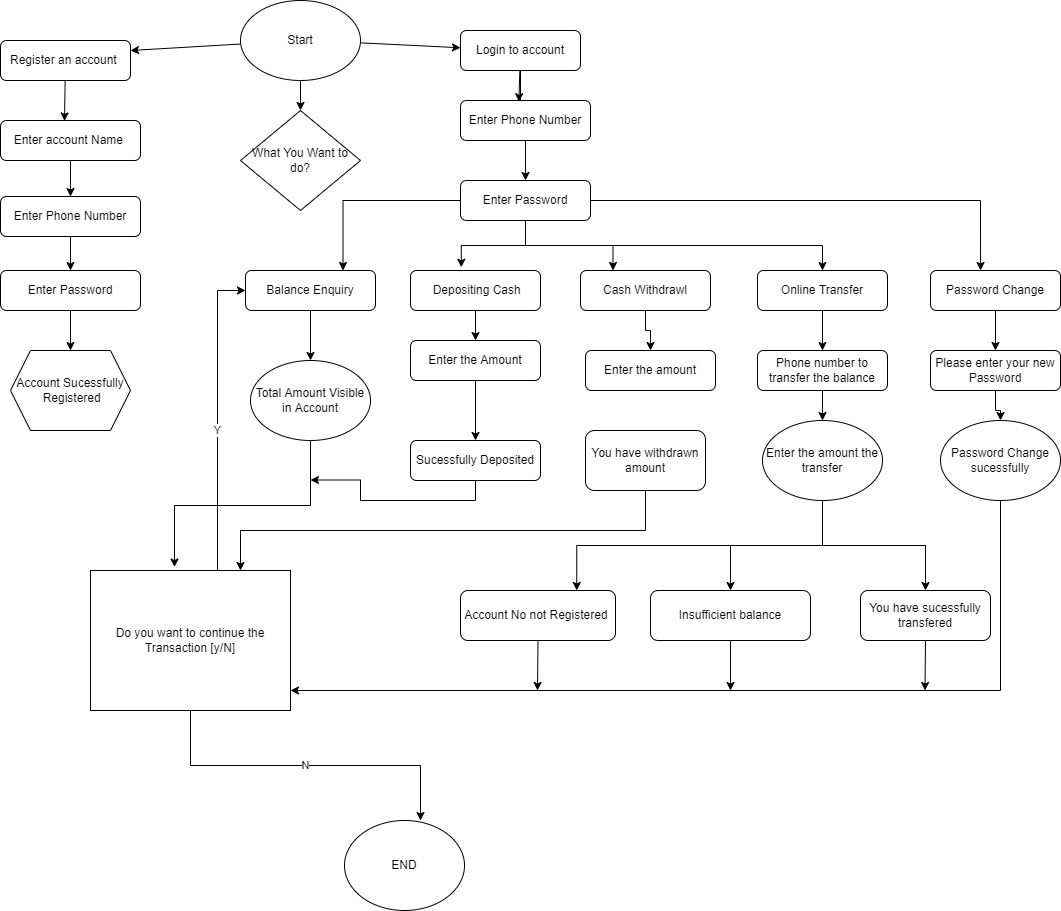 Start
Register an account
Login to account
Enter account Name
What You Want to
do?
Enter Phone Number
Enter Phone Number
Enter Password
Enter Password
Account Sucessfully
Registered
Balance Enquiry
Depositing Cash
Cash Withdrawl
Online Transfer
Password Change
Enter the Amount
Enter the amount
Phone number to
transfer the balance
Please enter your new
Password
Total Amount Visible
in Account
Y
Sucessfully Deposited
You have withdrawn
amount
Enter the amount the
transfer
Password Change
sucessfully
Do you want to continue the
Transaction [y/N]
Account No not Registered
Insufficient balance
You have sucessfully
transfered
N
END